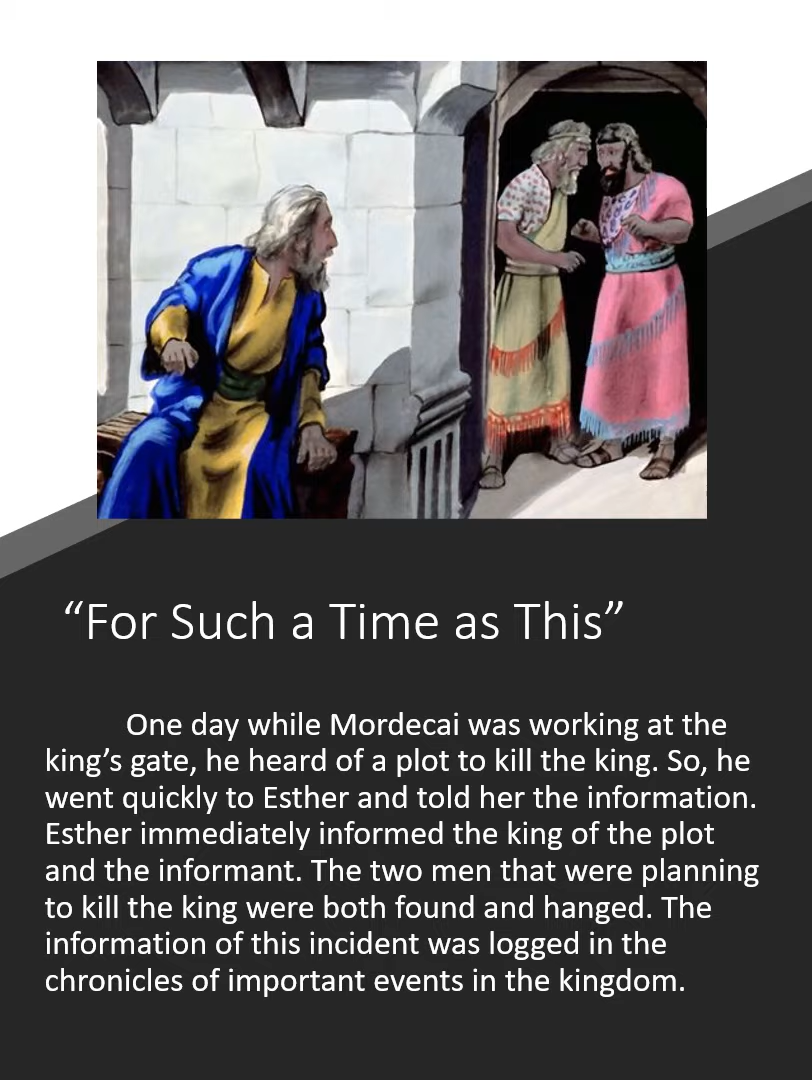 “For Such a Time as This”
One day while Mordecai was working at the
king’s gate, he heard of a plot to kill the king. So, he
went quickly to Esther and told her the information.
Esther immediately informed the king of the plot
and the informant. The two men that were planning
to kill the king were both found and hanged. The
information of this incident was logged in the
chronicles of important events in the kingdom.